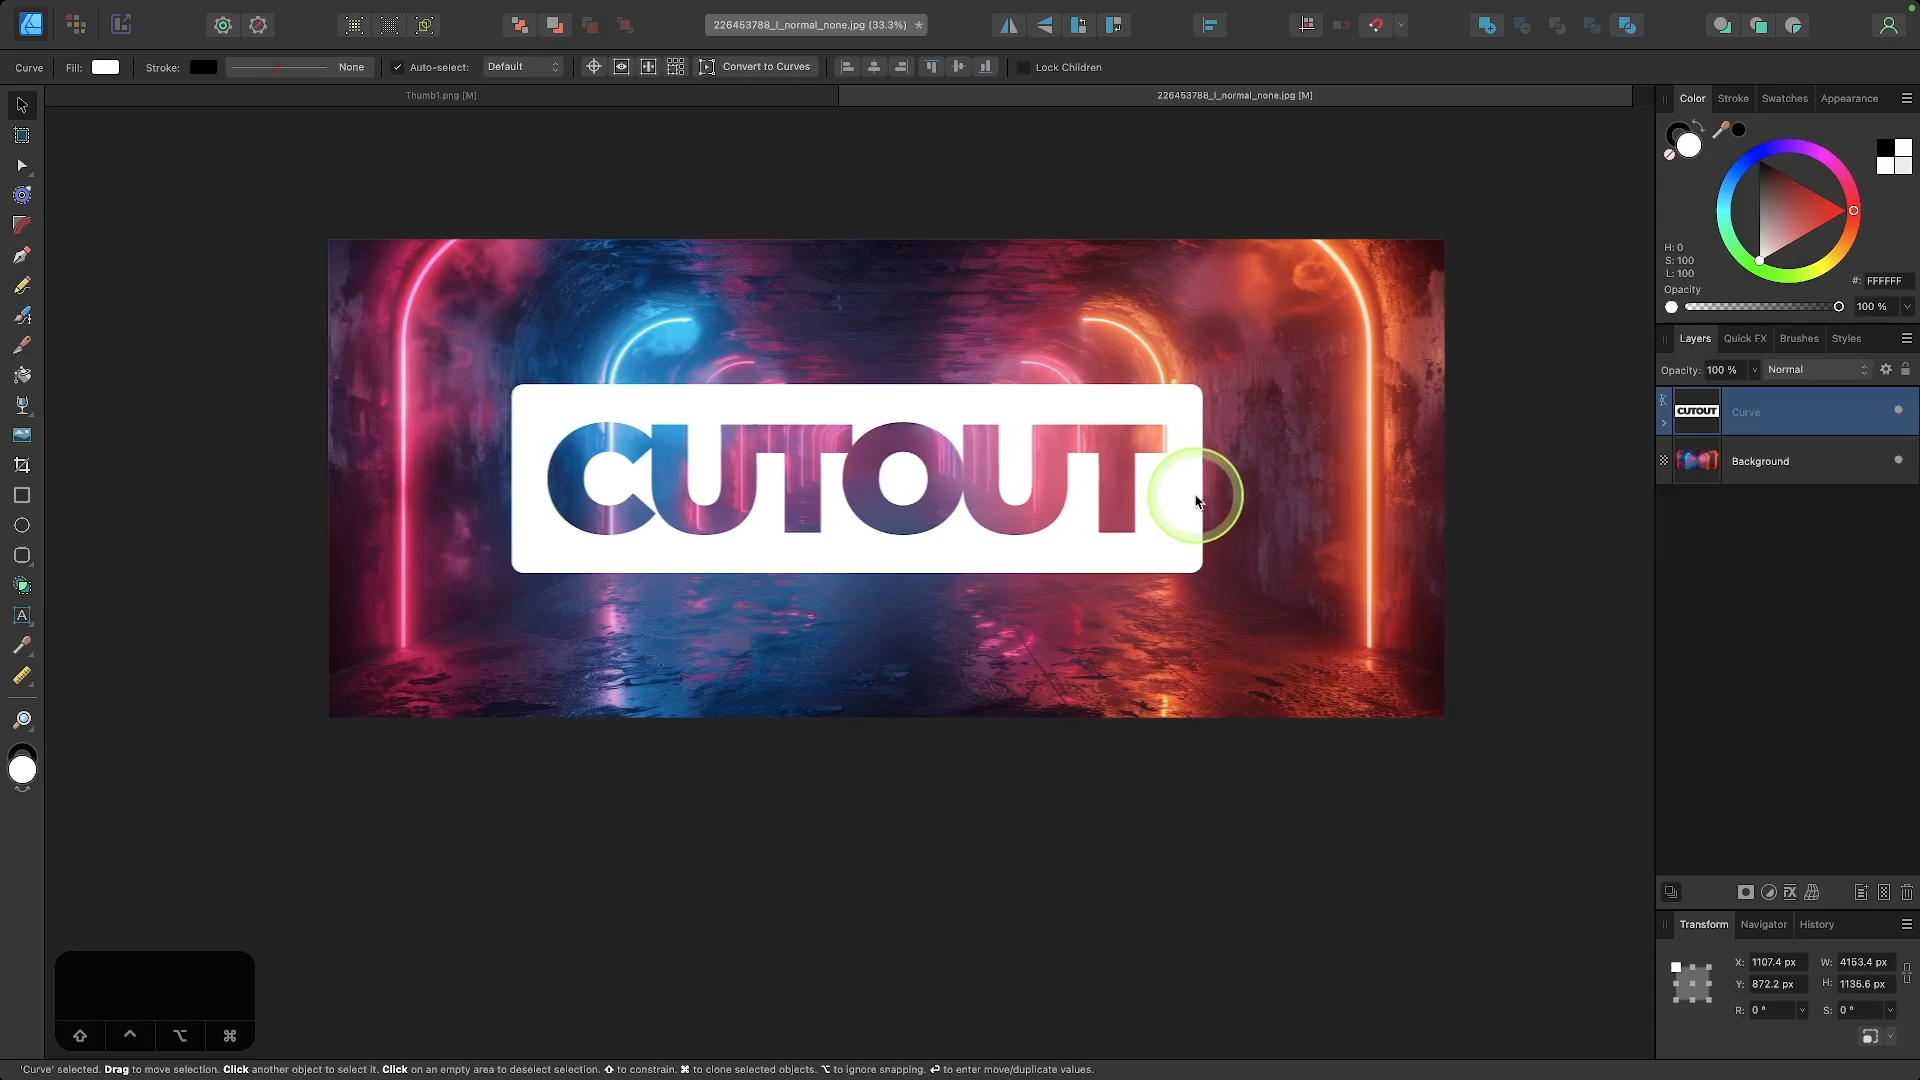 226453788_l_normal_none.jpg (33.3%) *
Curve Fill: Stroke: None Auto-select: Default Convert to Curves Lock Children
Thumb1.png [M]
226453788_l_normal_none.jpg [M]
Color Stroke Swatches Appearance
H: 0
S: 100
L: 100
#: FFFFFF
Opacity
100 %
Layers Quick FX Brushes Styles
Opacity: 100 % Normal
CUTOUT Curve
Background
CUTOUT
A
Transform Navigator History
X: 1107.4 px W: 4153.4 px
Y: 872.2 px H: 1135.6 px
R: 0 ° S: 0 °
'Curve' selected. Drag to move selection. Click another object to select it. Click on an empty area to deselect selection. ⇧ to constrain. ⌘ to clone selected objects. ⌥ to ignore snapping. ⏎ to enter move/duplicate values.